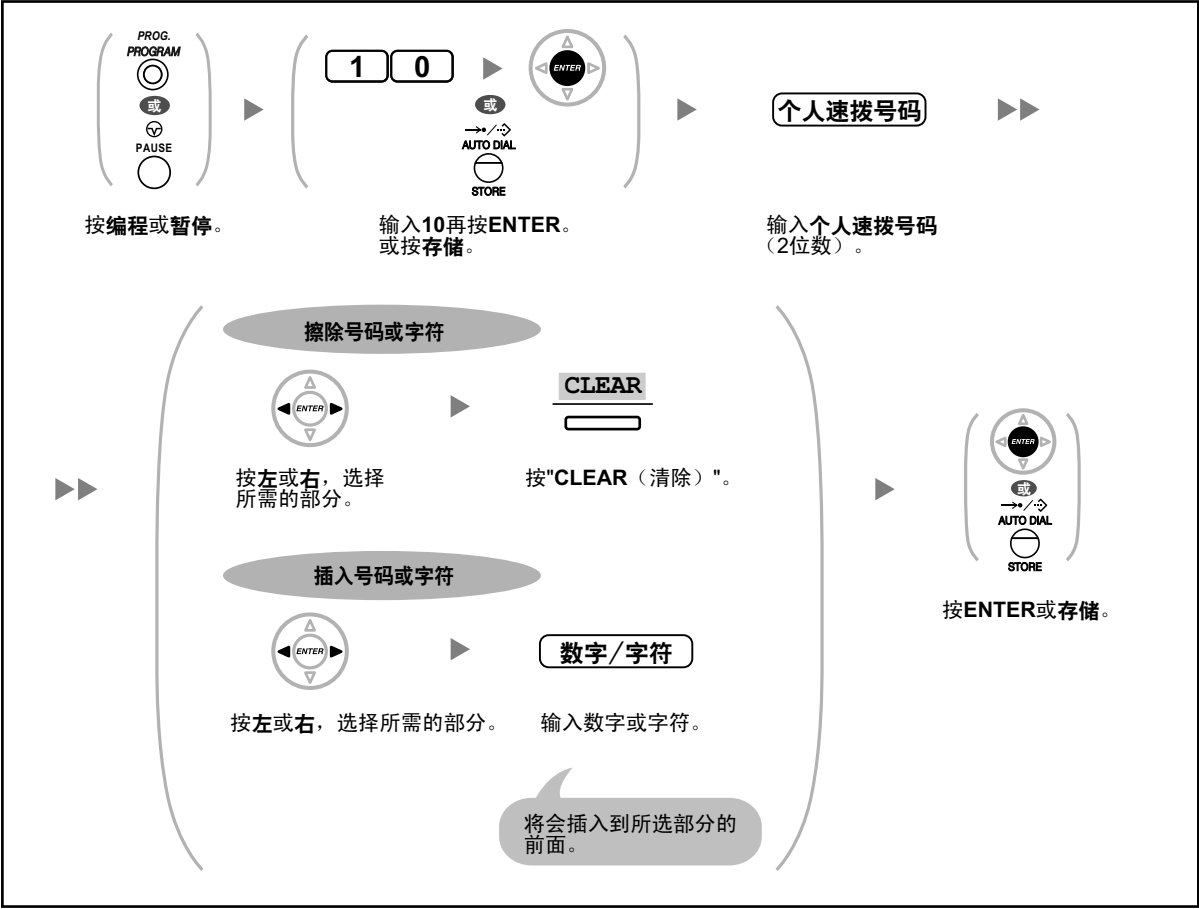 PROG.
PROGRAM
或
PAUSE
按编程或暂停。
1 0
ENTER
或
AUTO DIAL
STORE
输入10再按ENTER。
或按存储。
个人速拨号码
输入个人速拨号码
（2位数）。
擦除号码或字符
ENTER
按左或右，选择
所需的部分。
CLEAR
按"CLEAR（清除）"。
插入号码或字符
ENTER
按左或右，选择所需的部分。
数字/字符
输入数字或字符。
将会插入到所选部分的
前面。
ENTER
或
AUTO DIAL
STORE
按ENTER或存储。